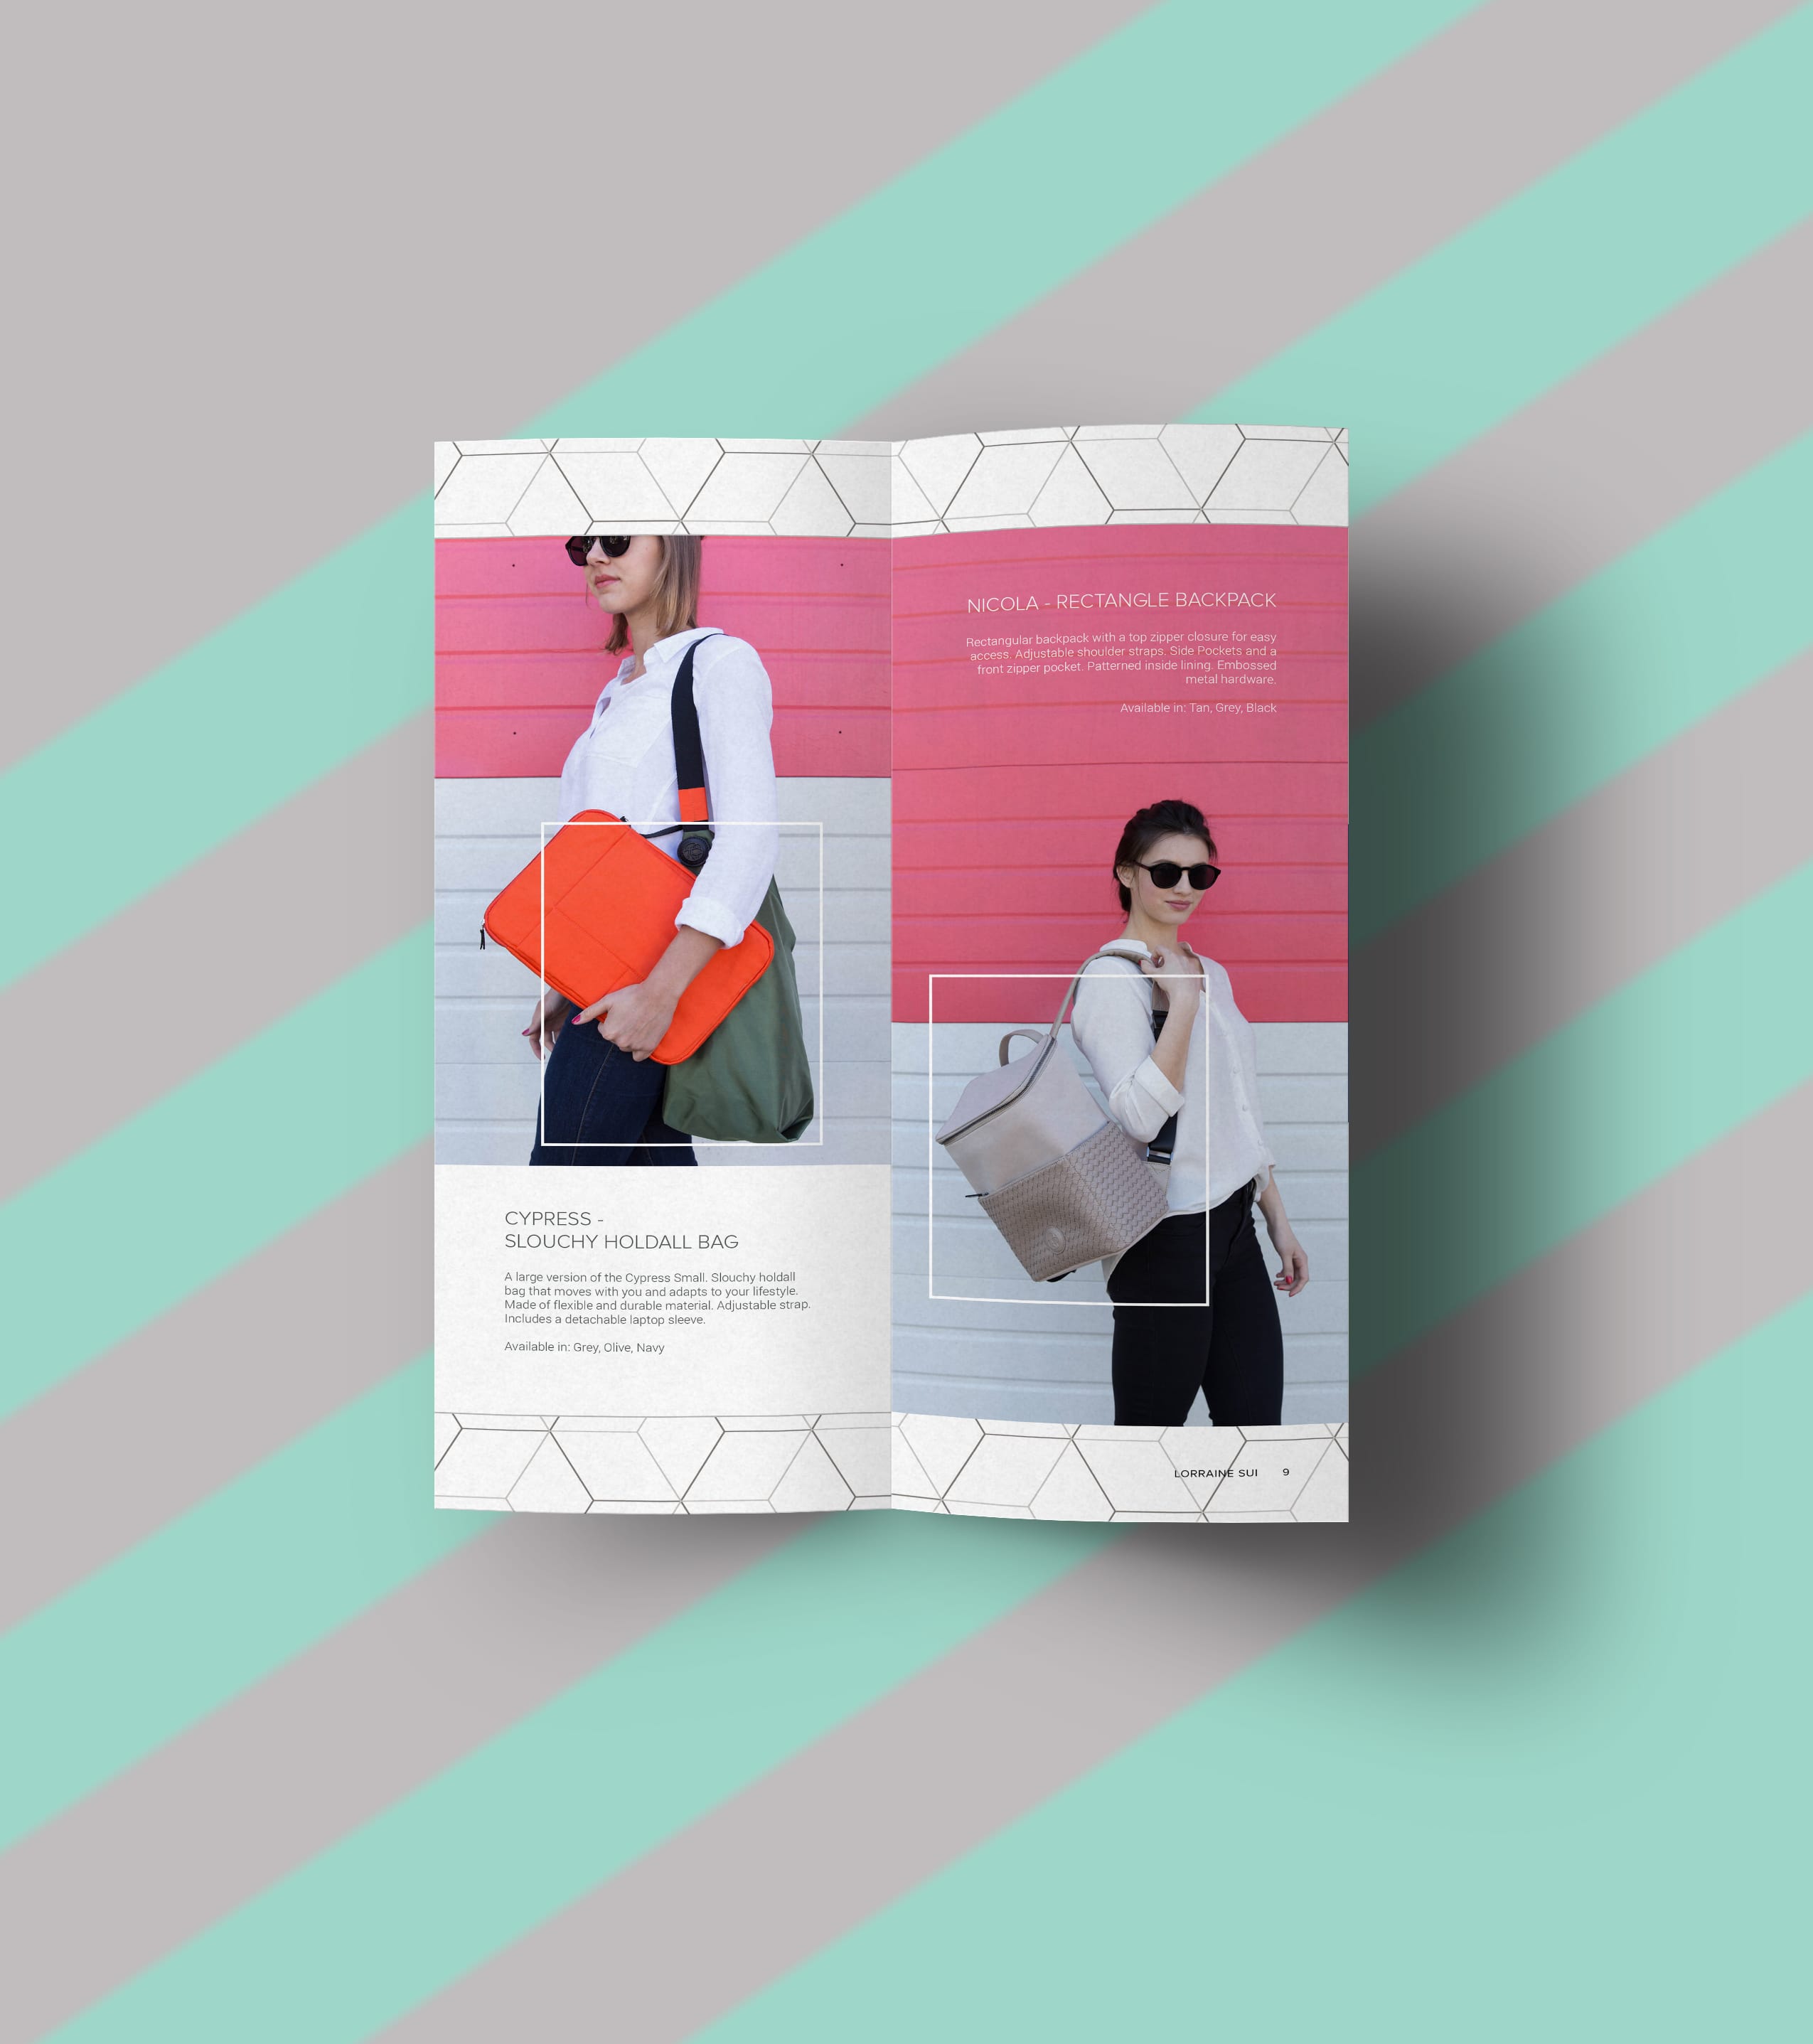 CYPRESS -
SLOUCHY HOLDALL BAG
A large version of the Cypress Small. Slouchy holdall
bag that moves with you and adapts to your lifestyle.
Made of flexible and durable material. Adjustable strap.
Includes a detachable laptop sleeve.
Available in: Grey, Olive, Navy
NICOLA - RECTANGLE BACKPACK
Rectangular backpack with a top zipper closure for easy
access. Adjustable shoulder straps. Side Pockets and a
front zipper pocket. Patterned inside lining. Embossed
metal hardware.
Available in: Tan, Grey, Black
LORRAINE SUI 9